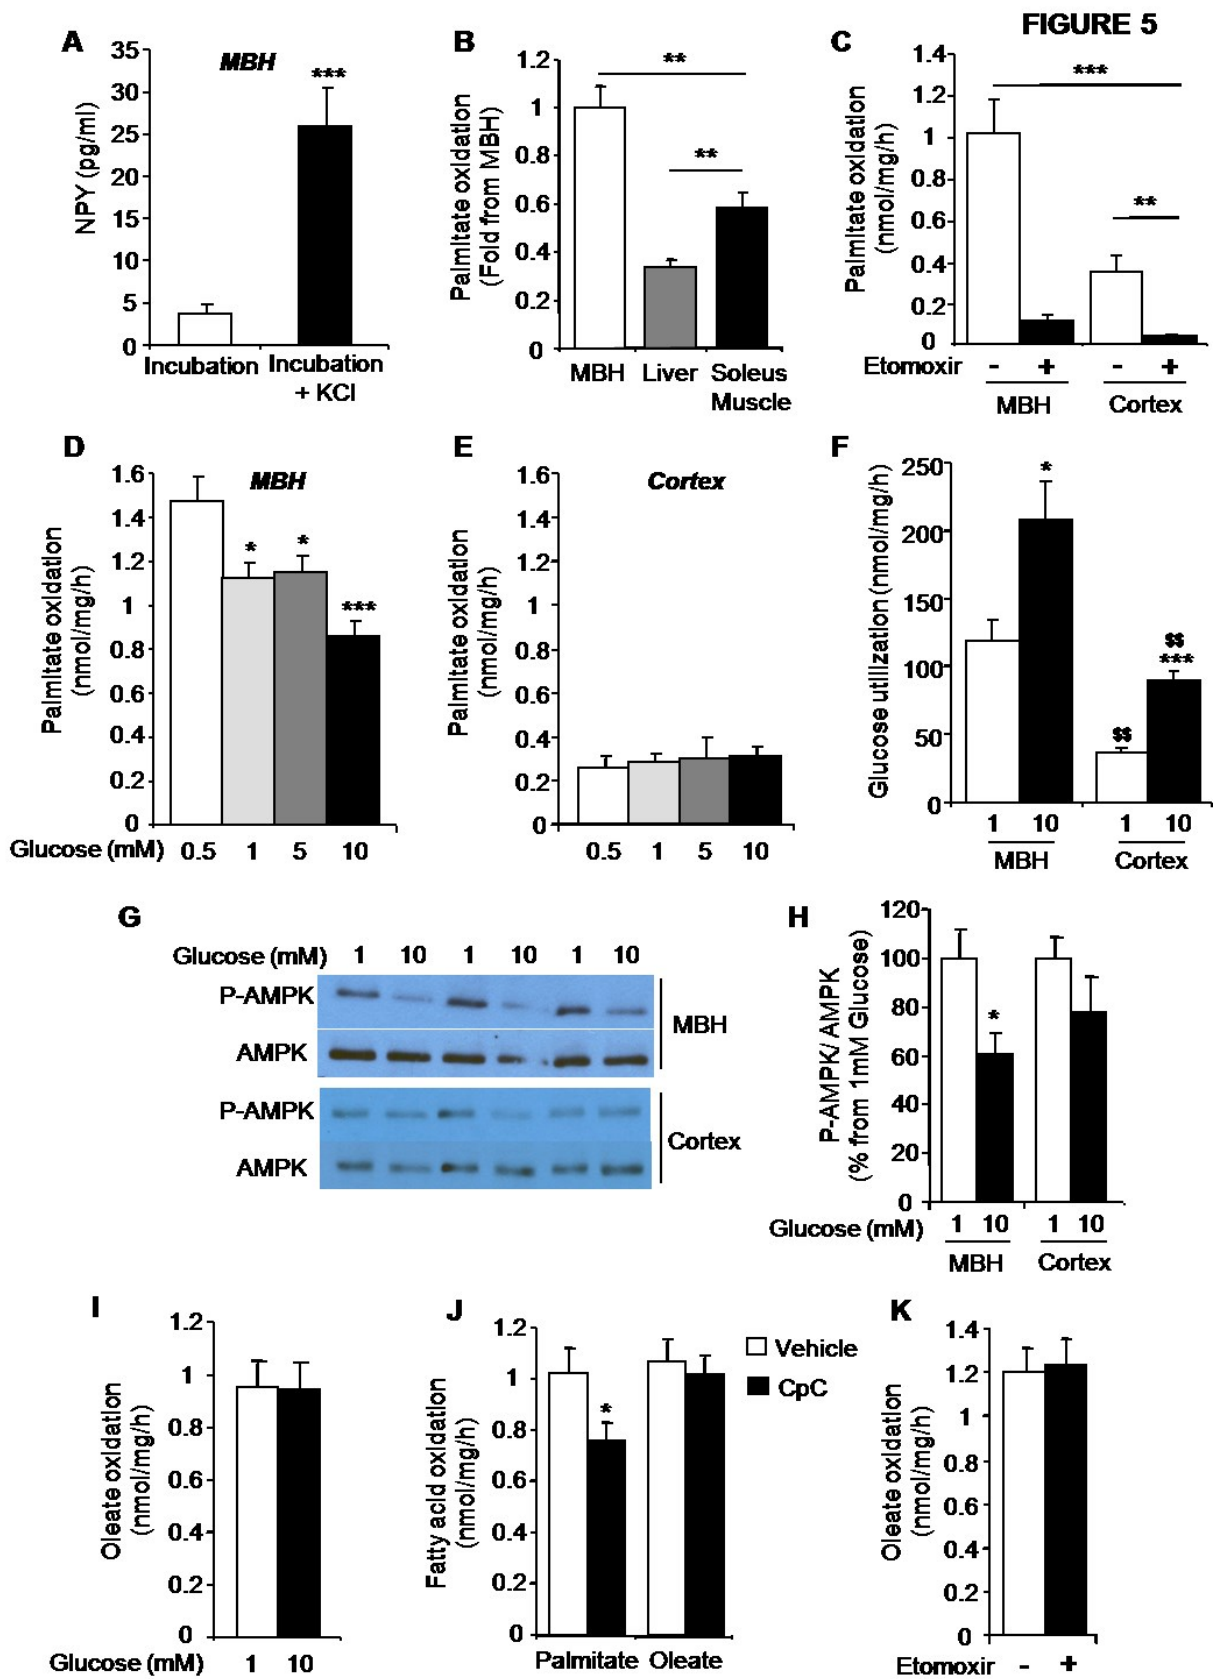 FIGURE 5
A
MBH
NPY (pg/ml)
35
30
25
20
15
10
5
0
***
Incubation
Incubation
+ KCl
B
Palmitate oxidation
(Fold from MBH)
1.2
1
0.8
0.6
0.4
0.2
0
**
**
MBH
Liver
Soleus
Muscle
C
Palmitate oxidation
(nmol/mg/h)
1.4
1.2
1
0.8
0.6
0.4
0.2
0
***
**
Etomoxir - + - +
MBH Cortex
D
MBH
Palmitate oxidation
(nmol/mg/h)
1.6
1.4
1.2
1
0.8
0.6
0.4
0.2
0
*
*
***
Glucose (mM) 0.5 1 5 10
E
Cortex
Palmitate oxidation
(nmol/mg/h)
1.6
1.4
1.2
1
0.8
0.6
0.4
0.2
0
0.5 1 5 10
F
Glucose utilization (nmol/mg/h)
250
200
150
100
50
0
*
$$
$$
***
1 10 1 10
MBH Cortex
G
Glucose (mM) 1 10 1 10 1 10
P-AMPK
AMPK
MBH
P-AMPK
AMPK
Cortex
H
P-AMPK/ AMPK
(% from 1mM Glucose)
120
100
80
60
40
20
0
*
Glucose (mM) 1 10 1 10
MBH Cortex
I
Oleate oxidation
(nmol/mg/h)
1.2
1
0.8
0.6
0.4
0.2
0
Glucose (mM) 1 10
J
Fatty acid oxidation
(nmol/mg/h)
1.2
1
0.8
0.6
0.4
0.2
0
*
Palmitate Oleate
Vehicle
CpC
K
Oleate oxidation
(nmol/mg/h)
1.4
1.2
1
0.8
0.6
0.4
0.2
0
Etomoxir - +